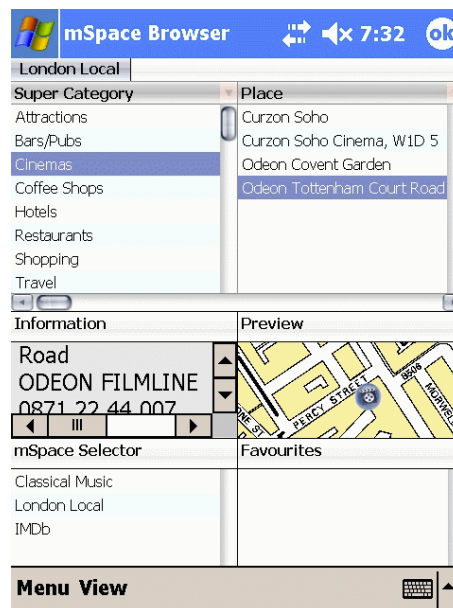 mSpace Browser 7:32 ok
London Local
Super Category
Attractions
Bars/Pubs
Cinemas
Coffee Shops
Hotels
Restaurants
Shopping
Travel
Place
Curzon Soho
Curzon Soho Cinema, W1D 5
Odeon Covent Garden
Odeon Tottenham Court Road
Information
Road
ODEON FILMLINE
0871 22 44 007
Preview
PERCY STREET
B506
mSpace Selector
Classical Music
London Local
IMDb
Favourites
Menu View